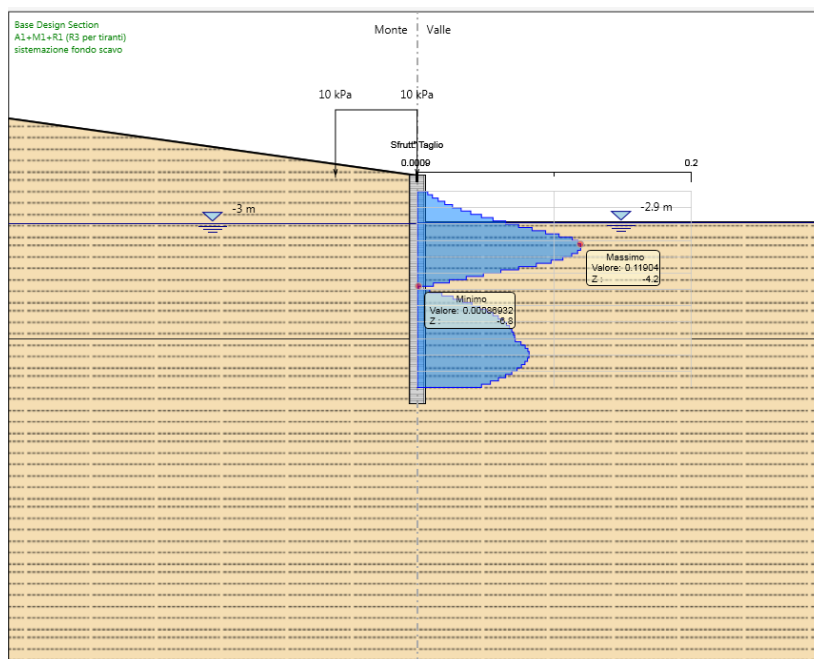 Base Design Section
A1+M1+R1 (R3 per tiranti)
sistemazione fondo scavo
Monte
Valle
10 kPa
10 kPa
Sfrutt° Taglio
0.0009
0.2
-3 m
-2.9 m
Massimo
Valore: 0.11904
Z : -4.2
Minimo
Valore: 0.00086932
Z : -6.8